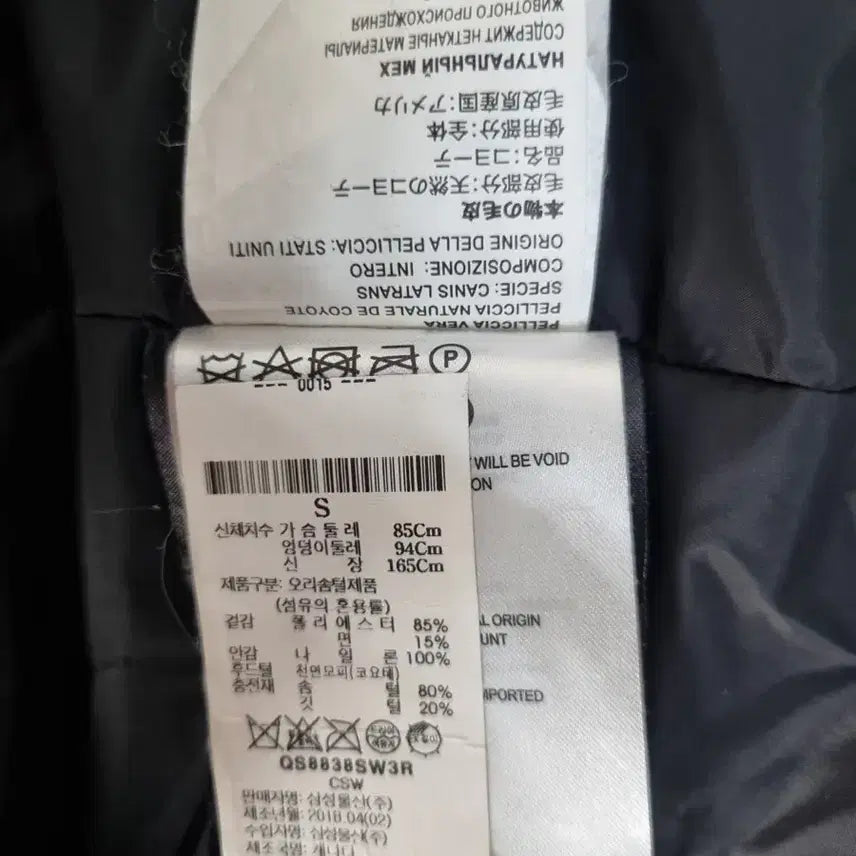 PELLICCIA VERA
PELLICCIA NATURALE DE COYOTE
SPECIE: CANIS LATRANS
COMPOSIZIONE: INTERO
ORIGINE DELLA PELLICCIA: STATI UNITI
本物の毛皮
毛皮部分:天然のコヨーテ
品名:コヨーテ
使用部分:全体
毛皮原産国:アメリカ
НАТУРАЛЬНЫЙ МЕХ
СОДЕРЖИТ НЕТКАНЫЕ МАТЕРИАЛЫ
ЖИВОТНОГО ПРОИСХОЖДЕНИЯ
P
--- 0015 ---
WILL BE VOID
ON
S
신체치수 가슴둘레 85Cm
엉덩이둘레 94Cm
신장 165Cm
제품구분: 오리솜털제품
(섬유의 혼용률)
겉감 폴리에스터 85%
면 15%
안감 나일론 100%
후드털 천연모피(코요테)
충전재 솜털 80%
깃털 20%
L ORIGIN
UNT
IMPORTED
QS8838SW3R
CSW
판매자명: 삼성물산(주)
제조년월: 2018.04(02)
수입자명: 삼성물산(주)
제조국명: 캐나다